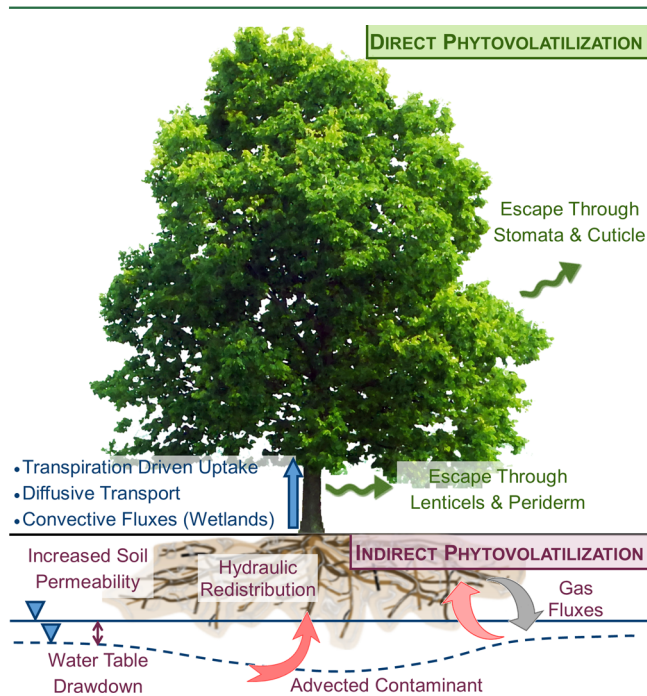 DIRECT PHYTOVOLATILIZATION
Escape Through
Stomata & Cuticle
•Transpiration Driven Uptake
•Diffusive Transport
•Convective Fluxes (Wetlands)
Escape Through
Lenticels & Periderm
INDIRECT PHYTOVOLATILIZATION
Increased Soil
Permeability
Hydraulic
Redistribution
Gas
Fluxes
Water Table
Drawdown
Advected Contaminant